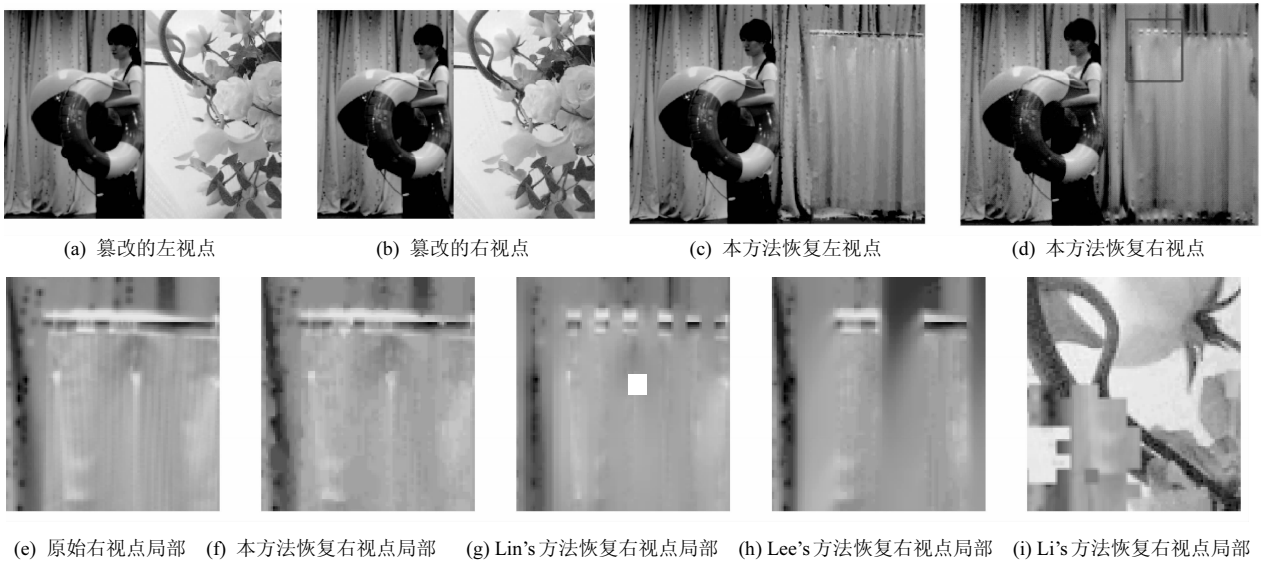 (a) 篡改的左视点
(b) 篡改的右视点
(c) 本方法恢复左视点
(d) 本方法恢复右视点
(e) 原始右视点局部
(f) 本方法恢复右视点局部
(g) Lin's 方法恢复右视点局部
(h) Lee's 方法恢复右视点局部
(i) Li's 方法恢复右视点局部